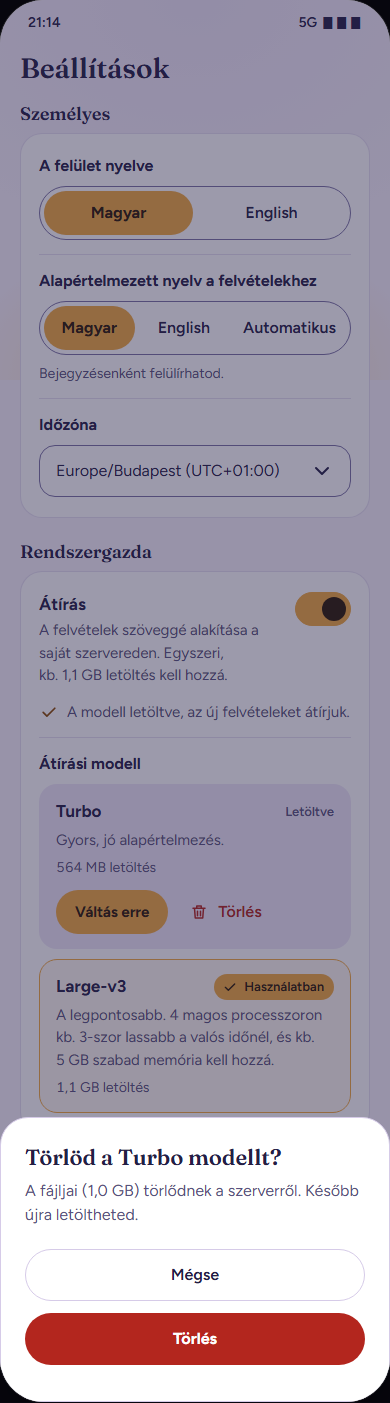 21:14
5G
Beállítások
Személyes
A felület nyelve
Magyar
English
Alapértelmezett nyelv a felvételekhez
Magyar
English
Automatikus
Bejegyzésenként felülírhatod.
Időzóna
Europe/Budapest (UTC+01:00)
Rendszergazda
Átírás
A felvételek szöveggé alakítása a
saját szervereden. Egyszeri,
kb. 1,1 GB letöltés kell hozzá.
A modell letöltve, az új felvételeket átírjuk.
Átírási modell
Turbo
Letöltve
Gyors, jó alapértelmezés.
564 MB letöltés
Váltás erre
Törlés
Large-v3
Használatban
A legpontosabb. 4 magos processzoron
kb. 3-szor lassabb a valós időnél, és kb.
5 GB szabad memória kell hozzá.
1,1 GB letöltés
Törlöd a Turbo modellt?
A fájljai (1,0 GB) törlődnek a szerverről. Később
újra letöltheted.
Mégse
Törlés